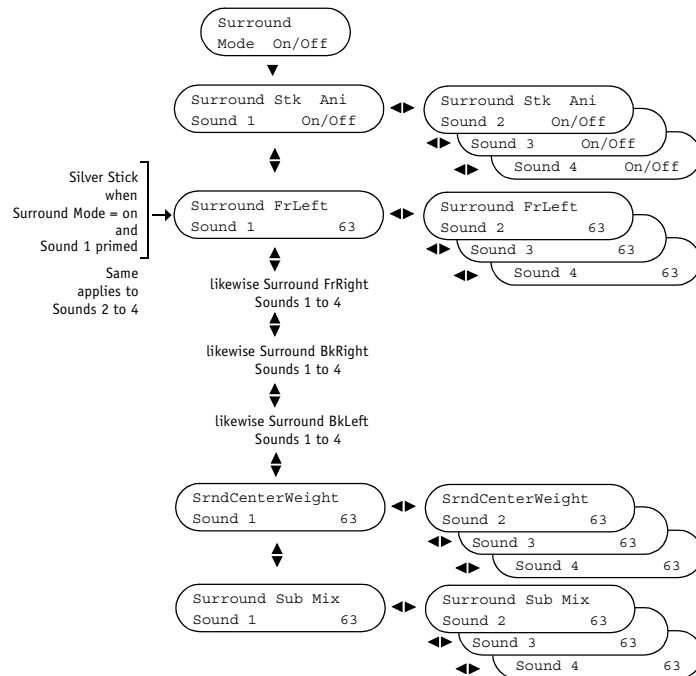 Surround
Mode On/Off
Surround Stk Ani
Sound 1 On/Off
Surround Stk Ani
Sound 2 On/Off
Sound 3 On/Off
Sound 4 On/Off
Silver Stick
when
Surround Mode = on
and
Sound 1 primed
Same
applies to
Sounds 2 to 4
Surround FrLeft
Sound 1 63
Surround FrLeft
Sound 2 63
Sound 3 63
Sound 4 63
likewise Surround FrRight
Sounds 1 to 4
likewise Surround BkRight
Sounds 1 to 4
likewise Surround BkLeft
Sounds 1 to 4
SrndCenterWeight
Sound 1 63
SrndCenterWeight
Sound 2 63
Sound 3 63
Sound 4 63
Surround Sub Mix
Sound 1 63
Surround Sub Mix
Sound 2 63
Sound 3 63
Sound 4 63